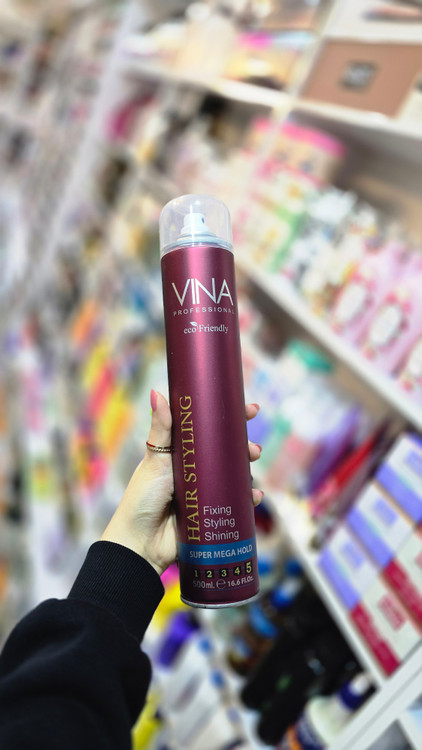 VINA
PROFESSIONAL
eco Friendly
HAIR STYLING
Fixing
Styling
Shining
SUPER MEGA HOLD
1 2 3 4 5
500mL ℮ 16.6 FL.Oz